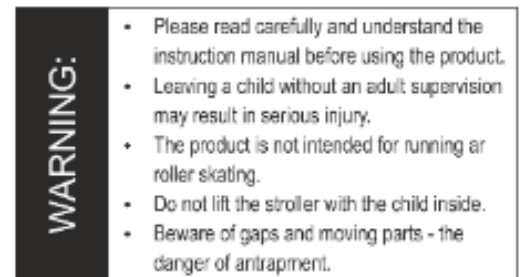 WARNING:
• Please read carefully and understand the
instruction manual before using the product.
• Leaving a child without an adult supervision
may result in serious injury.
• The product is not intended for running ar
roller skating.
• Do not lift the stroller with the child inside.
• Beware of gaps and moving parts - the
danger of antrapment.